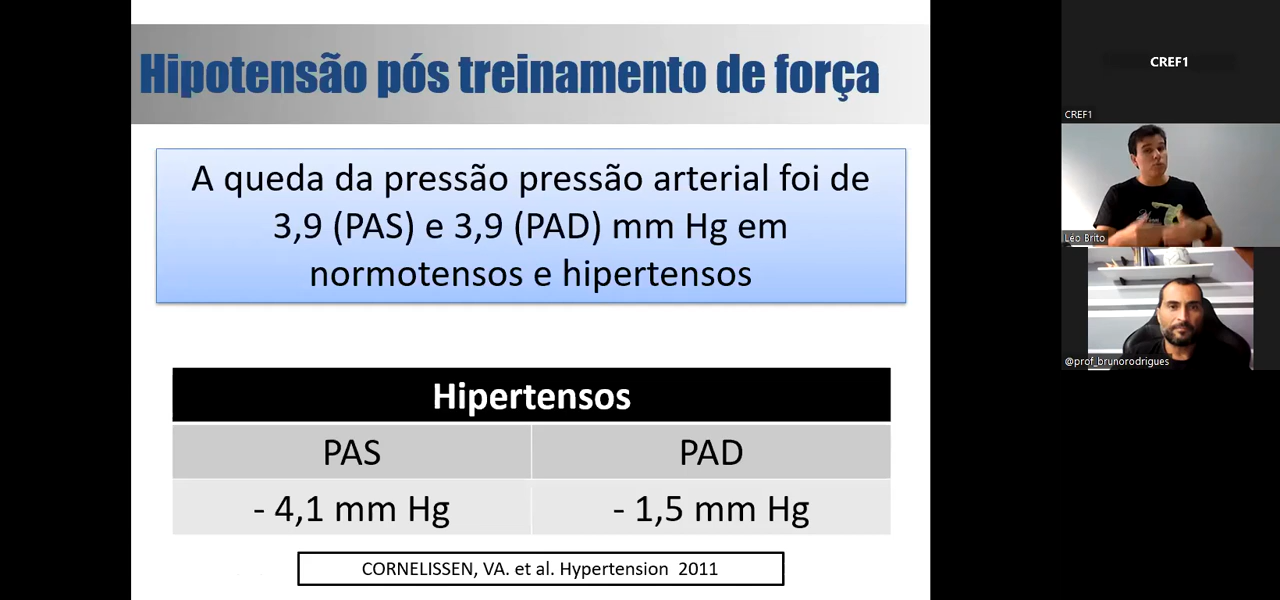 Hipotensão pós treinamento de força
A queda da pressão pressão arterial foi de
3,9 (PAS) e 3,9 (PAD) mm Hg em
normotensos e hipertensos
Hipertensos
PAS PAD
- 4,1 mm Hg - 1,5 mm Hg
CORNELISSEN, VA. et al. Hypertension 2011
CREF1
CREF1
Léo Brito
@prof_brunorodrigues